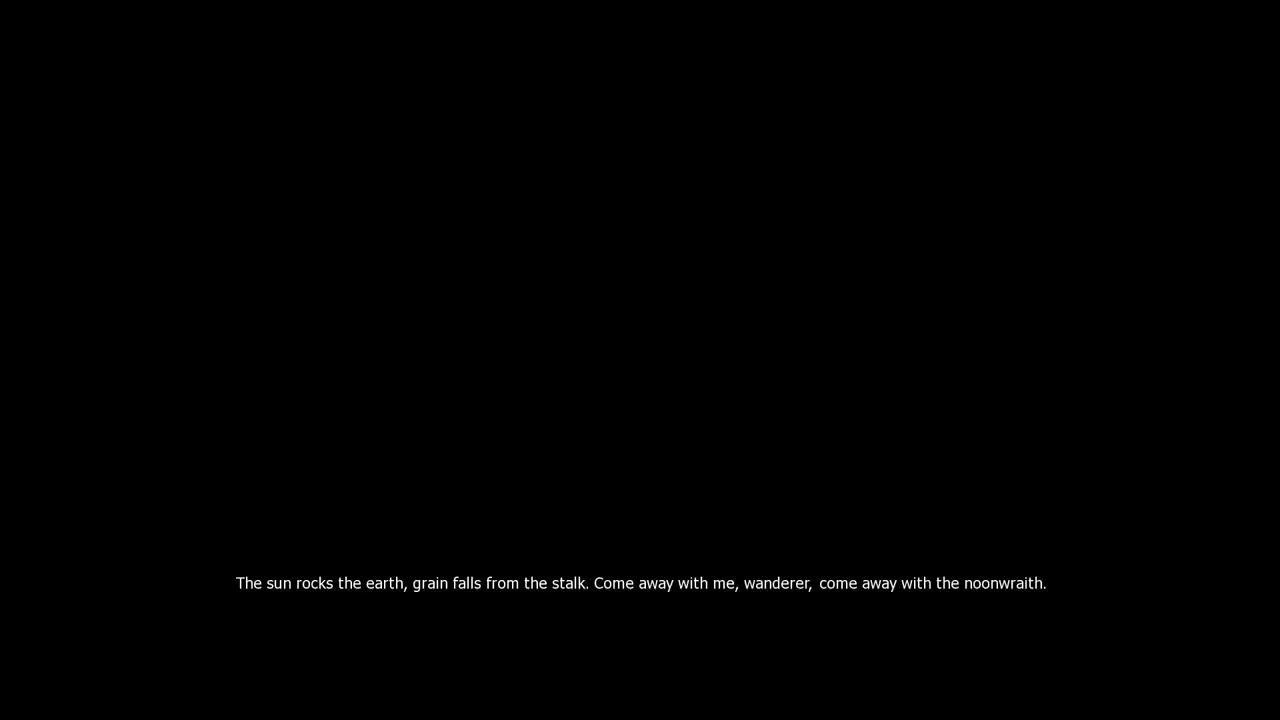 The sun rocks the earth, grain falls from the stalk. Come away with me, wanderer, come away with the noonwraith.